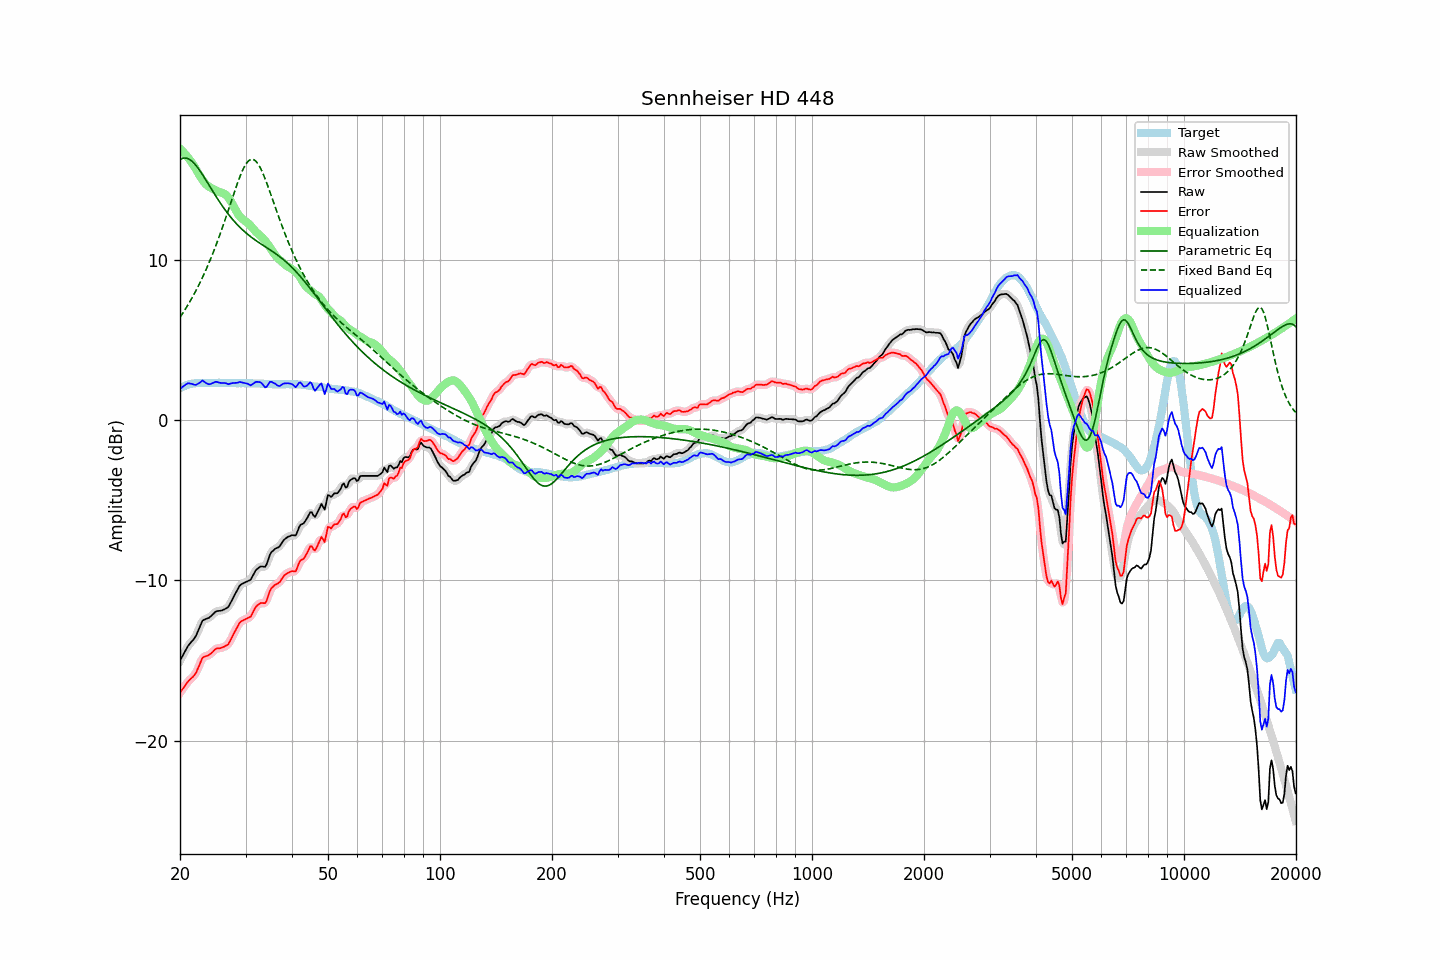 Sennheiser HD 448
Amplitude (dBr)
10
0
−10
−20
Target
Raw Smoothed
Error Smoothed
Raw
Error
Equalization
Parametric Eq
Fixed Band Eq
Equalized
20 50 100 200 500 1000 2000 5000 10000 20000
Frequency (Hz)